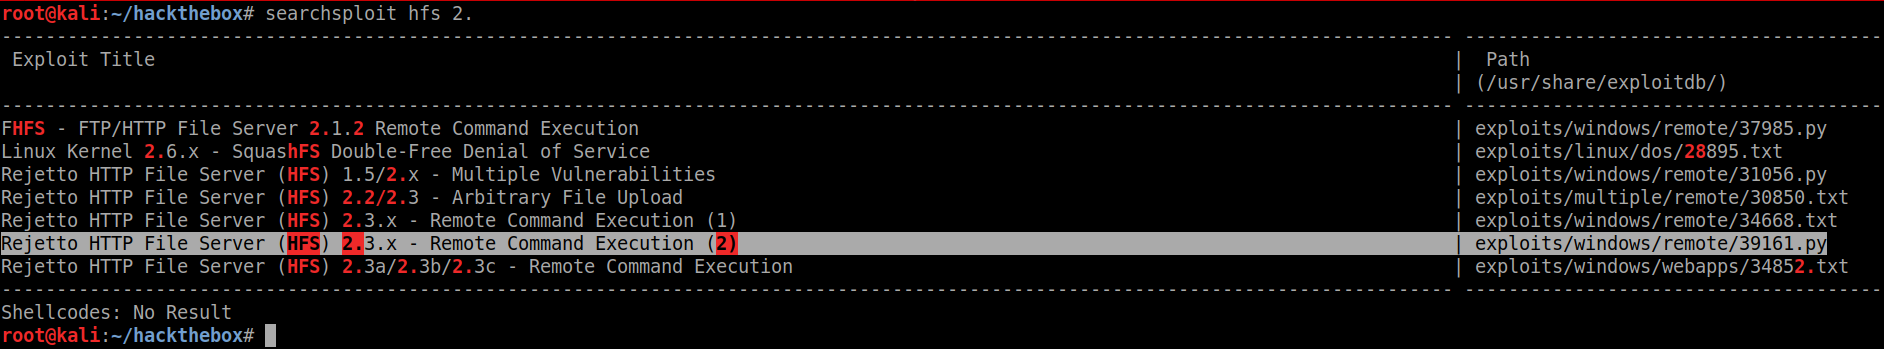 root@kali:~/hackthebox# searchsploit hfs 2.
--------------------------------------------------------------------------------------------------------------------------------- --------------------------------------
Exploit Title | Path
| (/usr/share/exploitdb/)
--------------------------------------------------------------------------------------------------------------------------------- --------------------------------------
FHFS - FTP/HTTP File Server 2.1.2 Remote Command Execution | exploits/windows/remote/37985.py
Linux Kernel 2.6.x - SquashFS Double-Free Denial of Service | exploits/linux/dos/28895.txt
Rejetto HTTP File Server (HFS) 1.5/2.x - Multiple Vulnerabilities | exploits/windows/remote/31056.py
Rejetto HTTP File Server (HFS) 2.2/2.3 - Arbitrary File Upload | exploits/multiple/remote/30850.txt
Rejetto HTTP File Server (HFS) 2.3.x - Remote Command Execution (1) | exploits/windows/remote/34668.txt
Rejetto HTTP File Server (HFS) 2.3.x - Remote Command Execution (2) | exploits/windows/remote/39161.py
Rejetto HTTP File Server (HFS) 2.3a/2.3b/2.3c - Remote Command Execution | exploits/windows/webapps/34852.txt
--------------------------------------------------------------------------------------------------------------------------------- --------------------------------------
Shellcodes: No Result
root@kali:~/hackthebox#